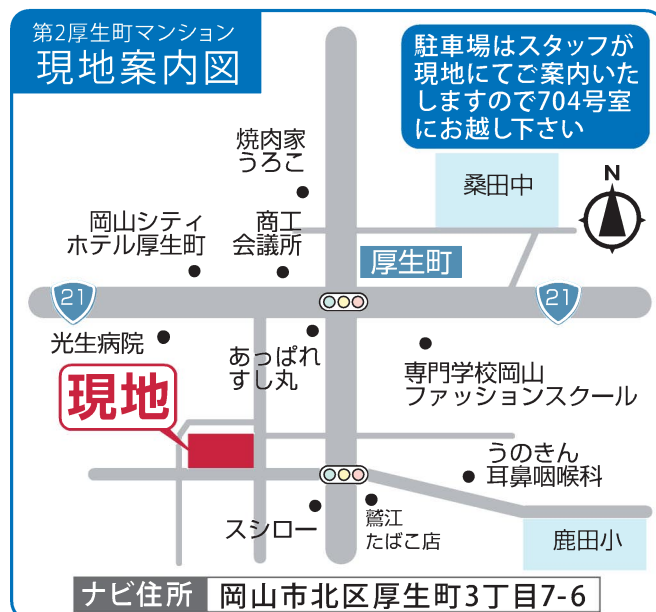 第2厚生町マンション
現地案内図
駐車場はスタッフが
現地にてご案内いた
しますので704号室
にお越し下さい
焼肉家
うろこ
桑田中
N
岡山シティ
ホテル厚生町
商工
会議所
厚生町
21
21
光生病院
あっぱれ
すし丸
専門学校岡山
ファッションスクール
現地
うのきん
耳鼻咽喉科
スシロー
鷲江
たばこ店
鹿田小
ナビ住所 岡山市北区厚生町3丁目7-6